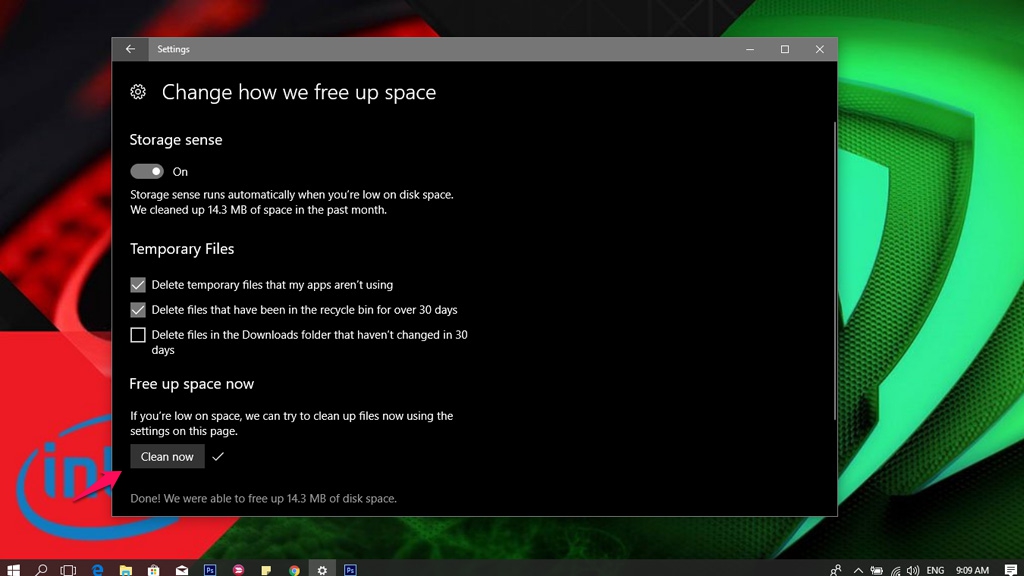 Settings
Change how we free up space
Storage sense
On
Storage sense runs automatically when you're low on disk space.
We cleaned up 14.3 MB of space in the past month.
Temporary Files
Delete temporary files that my apps aren't using
Delete files that have been in the recycle bin for over 30 days
Delete files in the Downloads folder that haven't changed in 30
days
Free up space now
If you're low on space, we can try to clean up files now using the
settings on this page.
Clean now
Done! We were able to free up 14.3 MB of disk space.
int
Ps
Ps
ENG
9:09 AM